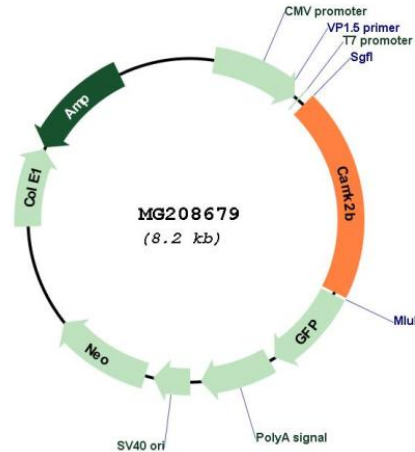 CMV promoter
VP1.5 primer
T7 promoter
SgfI
Camk2b
MluI
GFP
PolyA signal
SV40 ori
Neo
Col E1
Amp
MG208679
(8.2 kb)